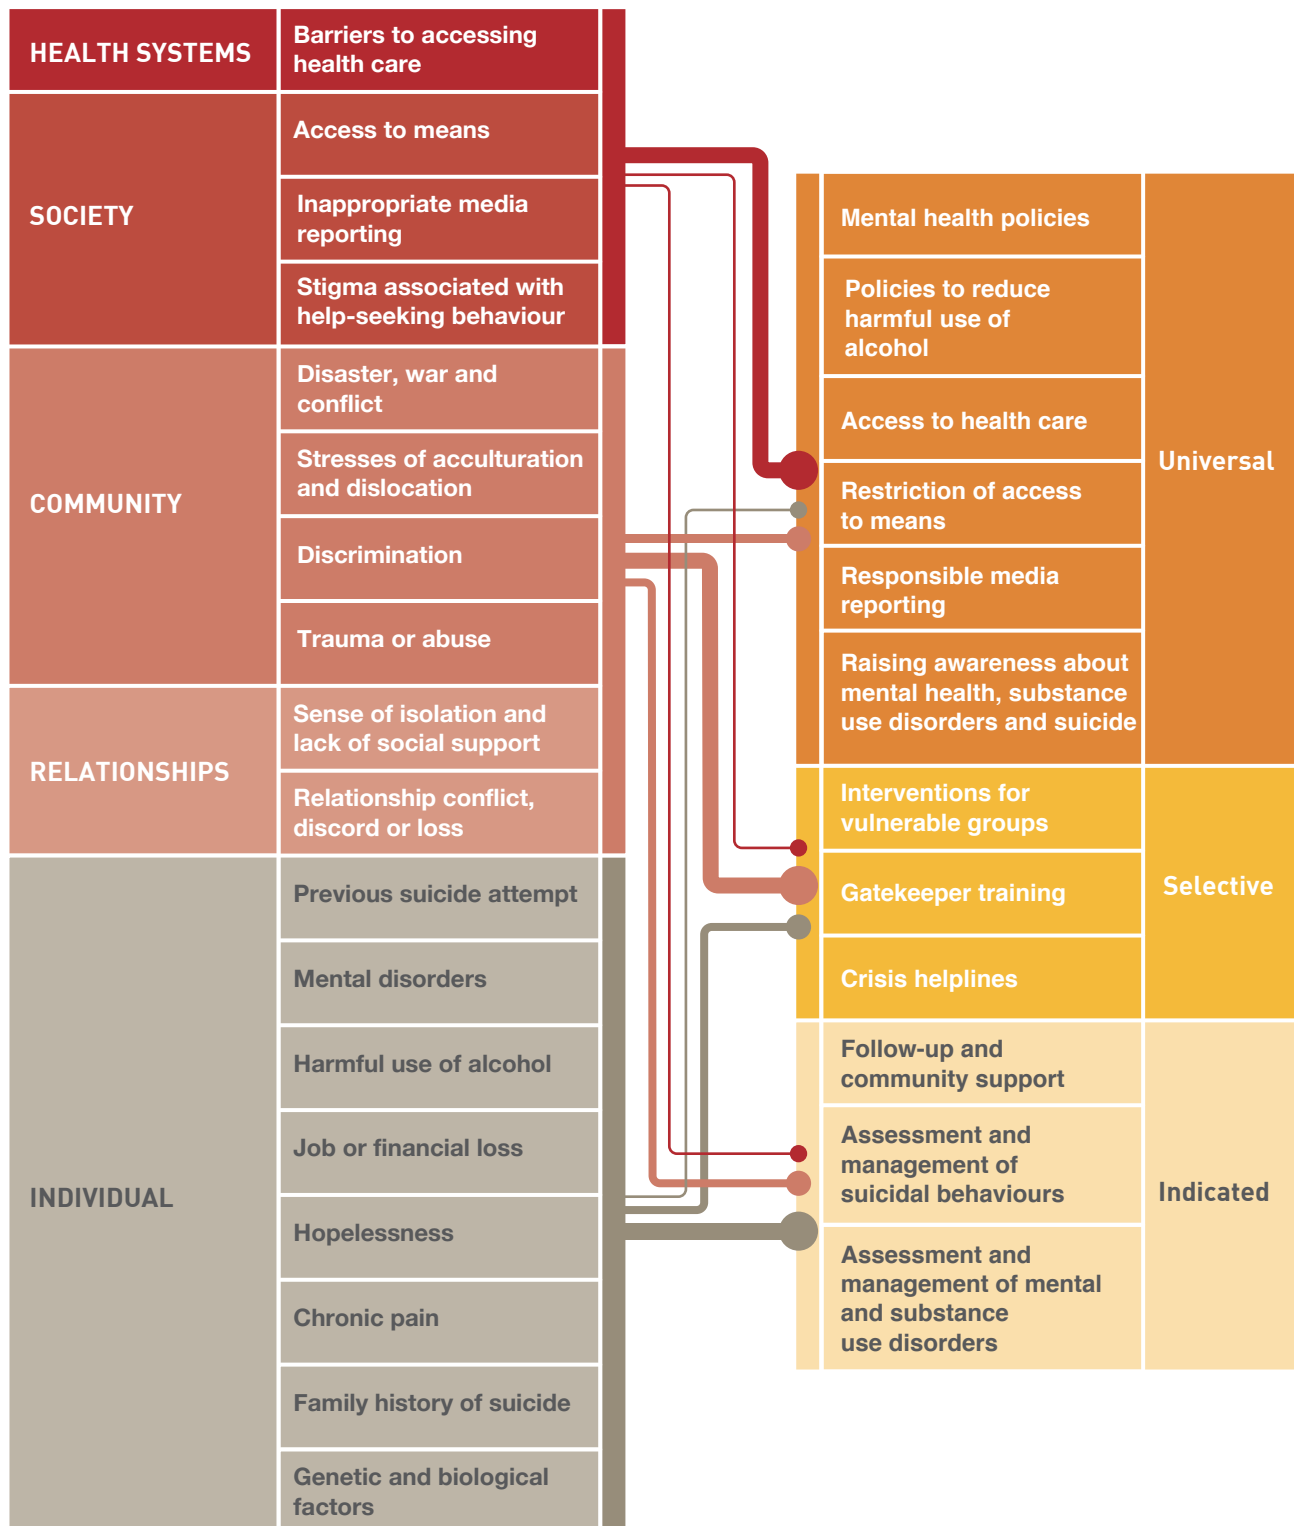 HEALTH SYSTEMS
Barriers to accessing
health care
SOCIETY
Access to means
Inappropriate media
reporting
Stigma associated with
help-seeking behaviour
COMMUNITY
Disaster, war and
conflict
Stresses of acculturation
and dislocation
Discrimination
Trauma or abuse
RELATIONSHIPS
Sense of isolation and
lack of social support
Relationship conflict,
discord or loss
INDIVIDUAL
Previous suicide attempt
Mental disorders
Harmful use of alcohol
Job or financial loss
Hopelessness
Chronic pain
Family history of suicide
Genetic and biological
factors
Mental health policies
Policies to reduce
harmful use of
alcohol
Access to health care
Restriction of access
to means
Responsible media
reporting
Raising awareness about
mental health, substance
use disorders and suicide
Universal
Interventions for
vulnerable groups
Gatekeeper training
Crisis helplines
Selective
Follow-up and
community support
Assessment and
management of
suicidal behaviours
Assessment and
management of mental
and substance
use disorders
Indicated